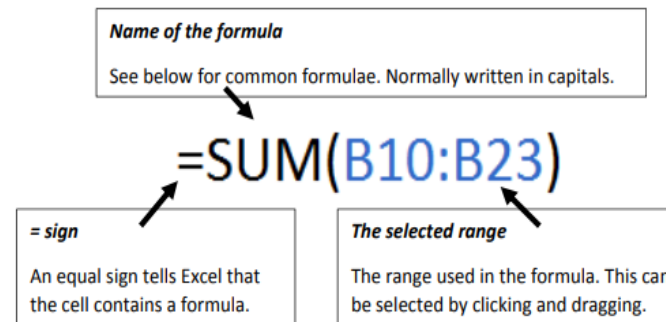 Name of the formula
See below for common formulae. Normally written in capitals.
=SUM(B10:B23)
= sign
An equal sign tells Excel that
the cell contains a formula.
The selected range
The range used in the formula. This can
be selected by clicking and dragging.